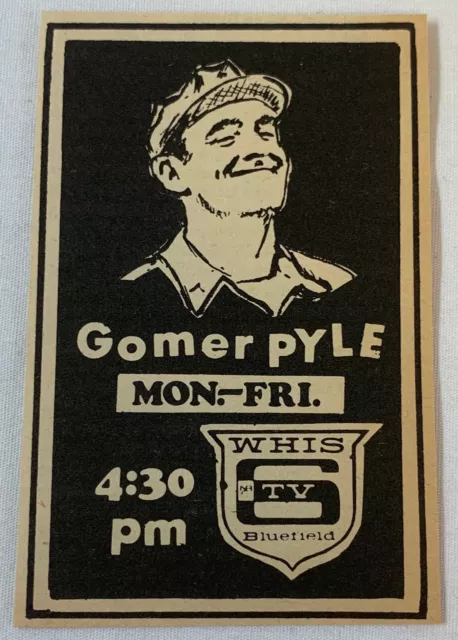 Gomer PYLE
MON.-FRI.
4:30
pm
WHIS
6
TV
Bluefield